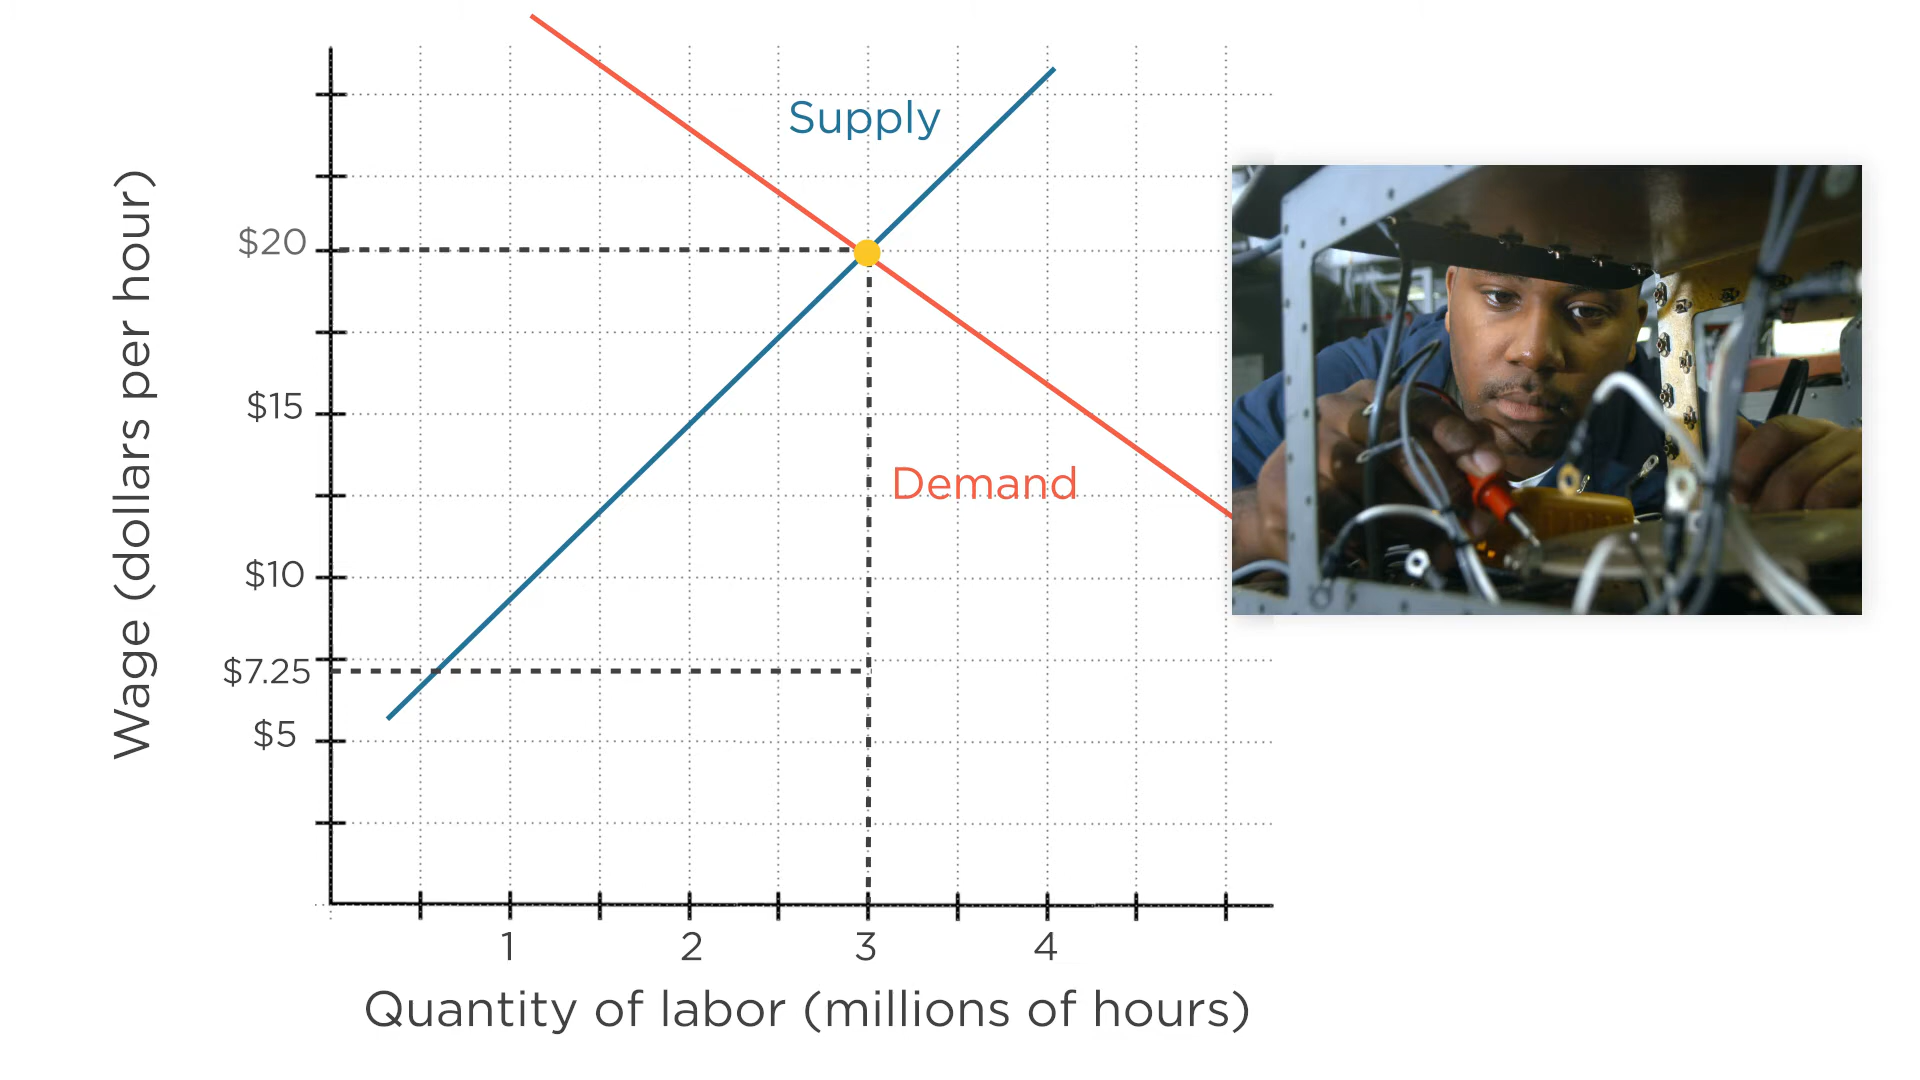 Wage (dollars per hour)
$20
$15
$10
$7.25
$5
Supply
Demand
1 2 3 4
Quantity of labor (millions of hours)